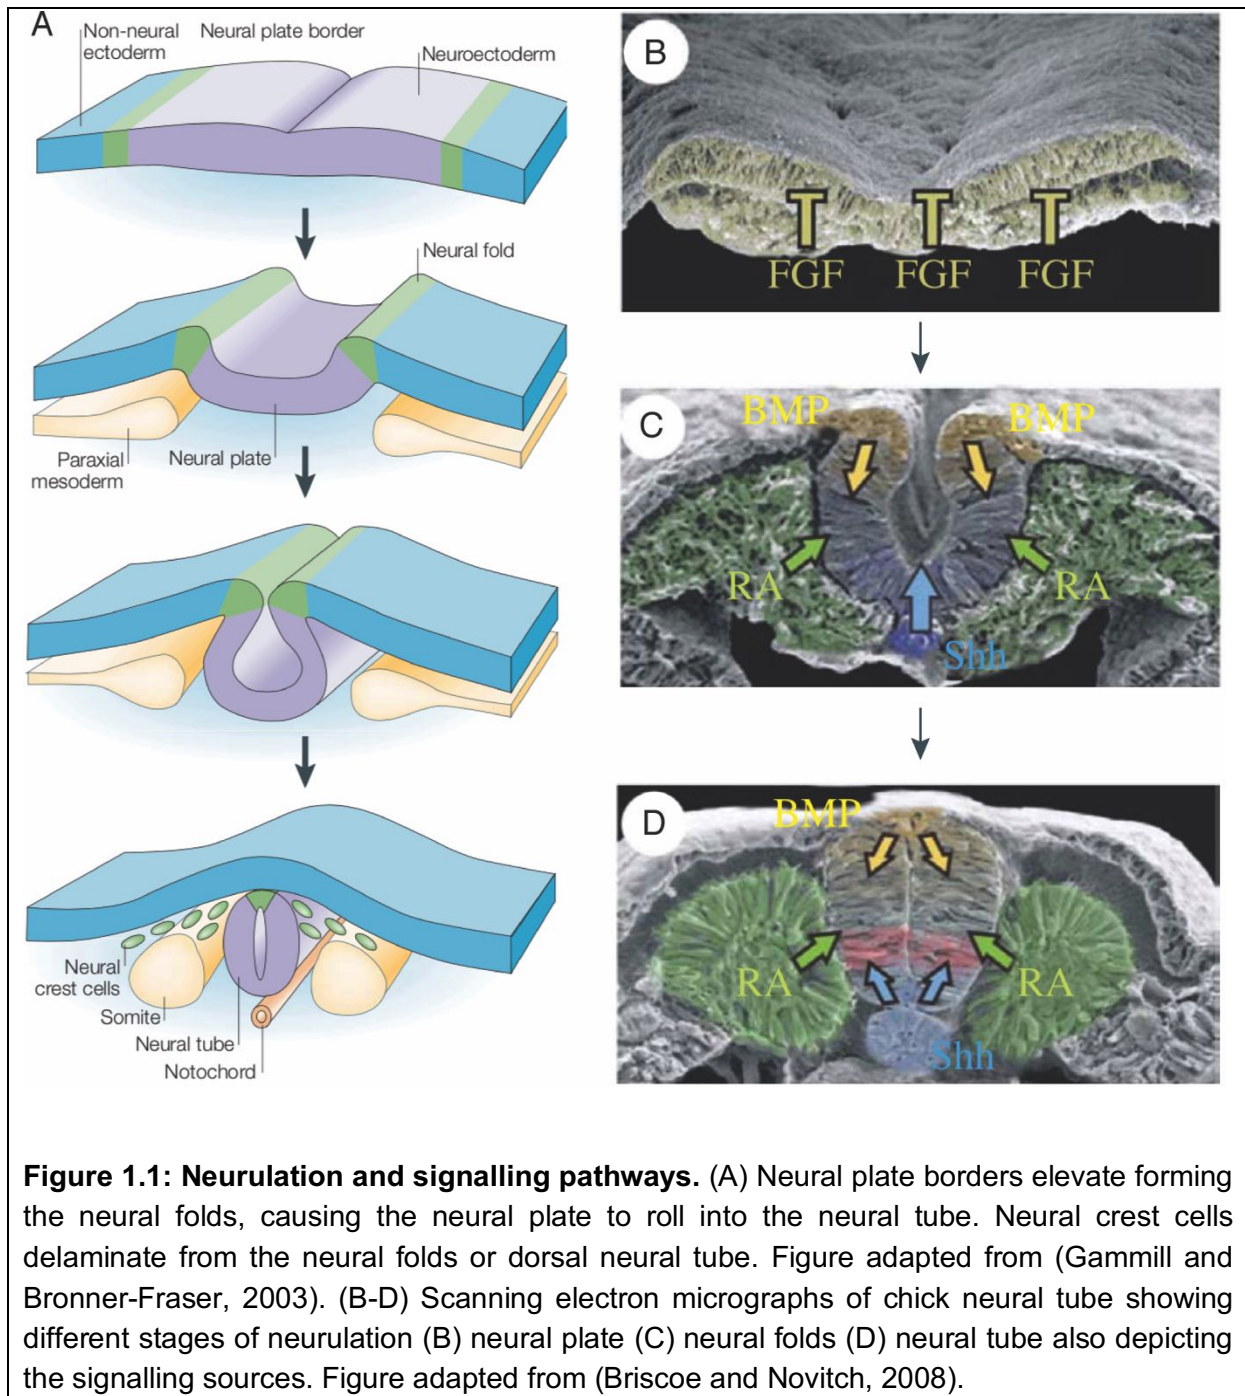 A
Non-neural
ectoderm
Neural plate border
Neuroectoderm
Neural fold
Paraxial
mesoderm
Neural plate
Neural
crest cells
Somite
Neural tube
Notochord
B
FGF FGF FGF
C
BMP BMP
RA RA
Shh
D
BMP
RA RA
Shh
Figure 1.1: Neurulation and signalling pathways. (A) Neural plate borders elevate forming
the neural folds, causing the neural plate to roll into the neural tube. Neural crest cells
delaminate from the neural folds or dorsal neural tube. Figure adapted from (Gammill and
Bronner-Fraser, 2003). (B-D) Scanning electron micrographs of chick neural tube showing
different stages of neurulation (B) neural plate (C) neural folds (D) neural tube also depicting
the signalling sources. Figure adapted from (Briscoe and Novitch, 2008).